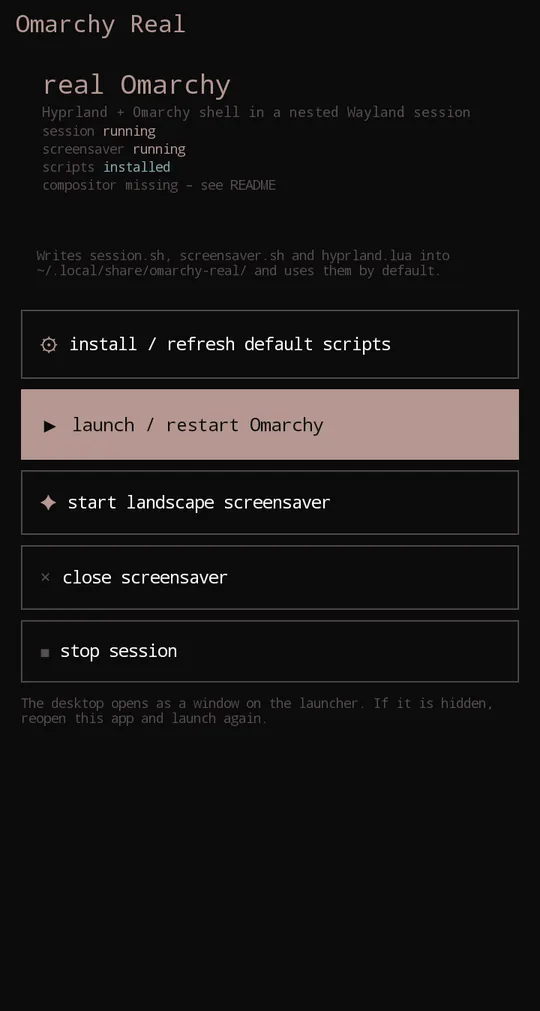 Omarchy Real
real Omarchy
Hyprland + Omarchy shell in a nested Wayland session
session running
screensaver running
scripts installed
compositor missing – see README
Writes session.sh, screensaver.sh and hyprland.lua into
~/.local/share/omarchy-real/ and uses them by default.
install / refresh default scripts
▶ launch / restart Omarchy
✦ start landscape screensaver
× close screensaver
■ stop session
The desktop opens as a window on the launcher. If it is hidden,
reopen this app and launch again.